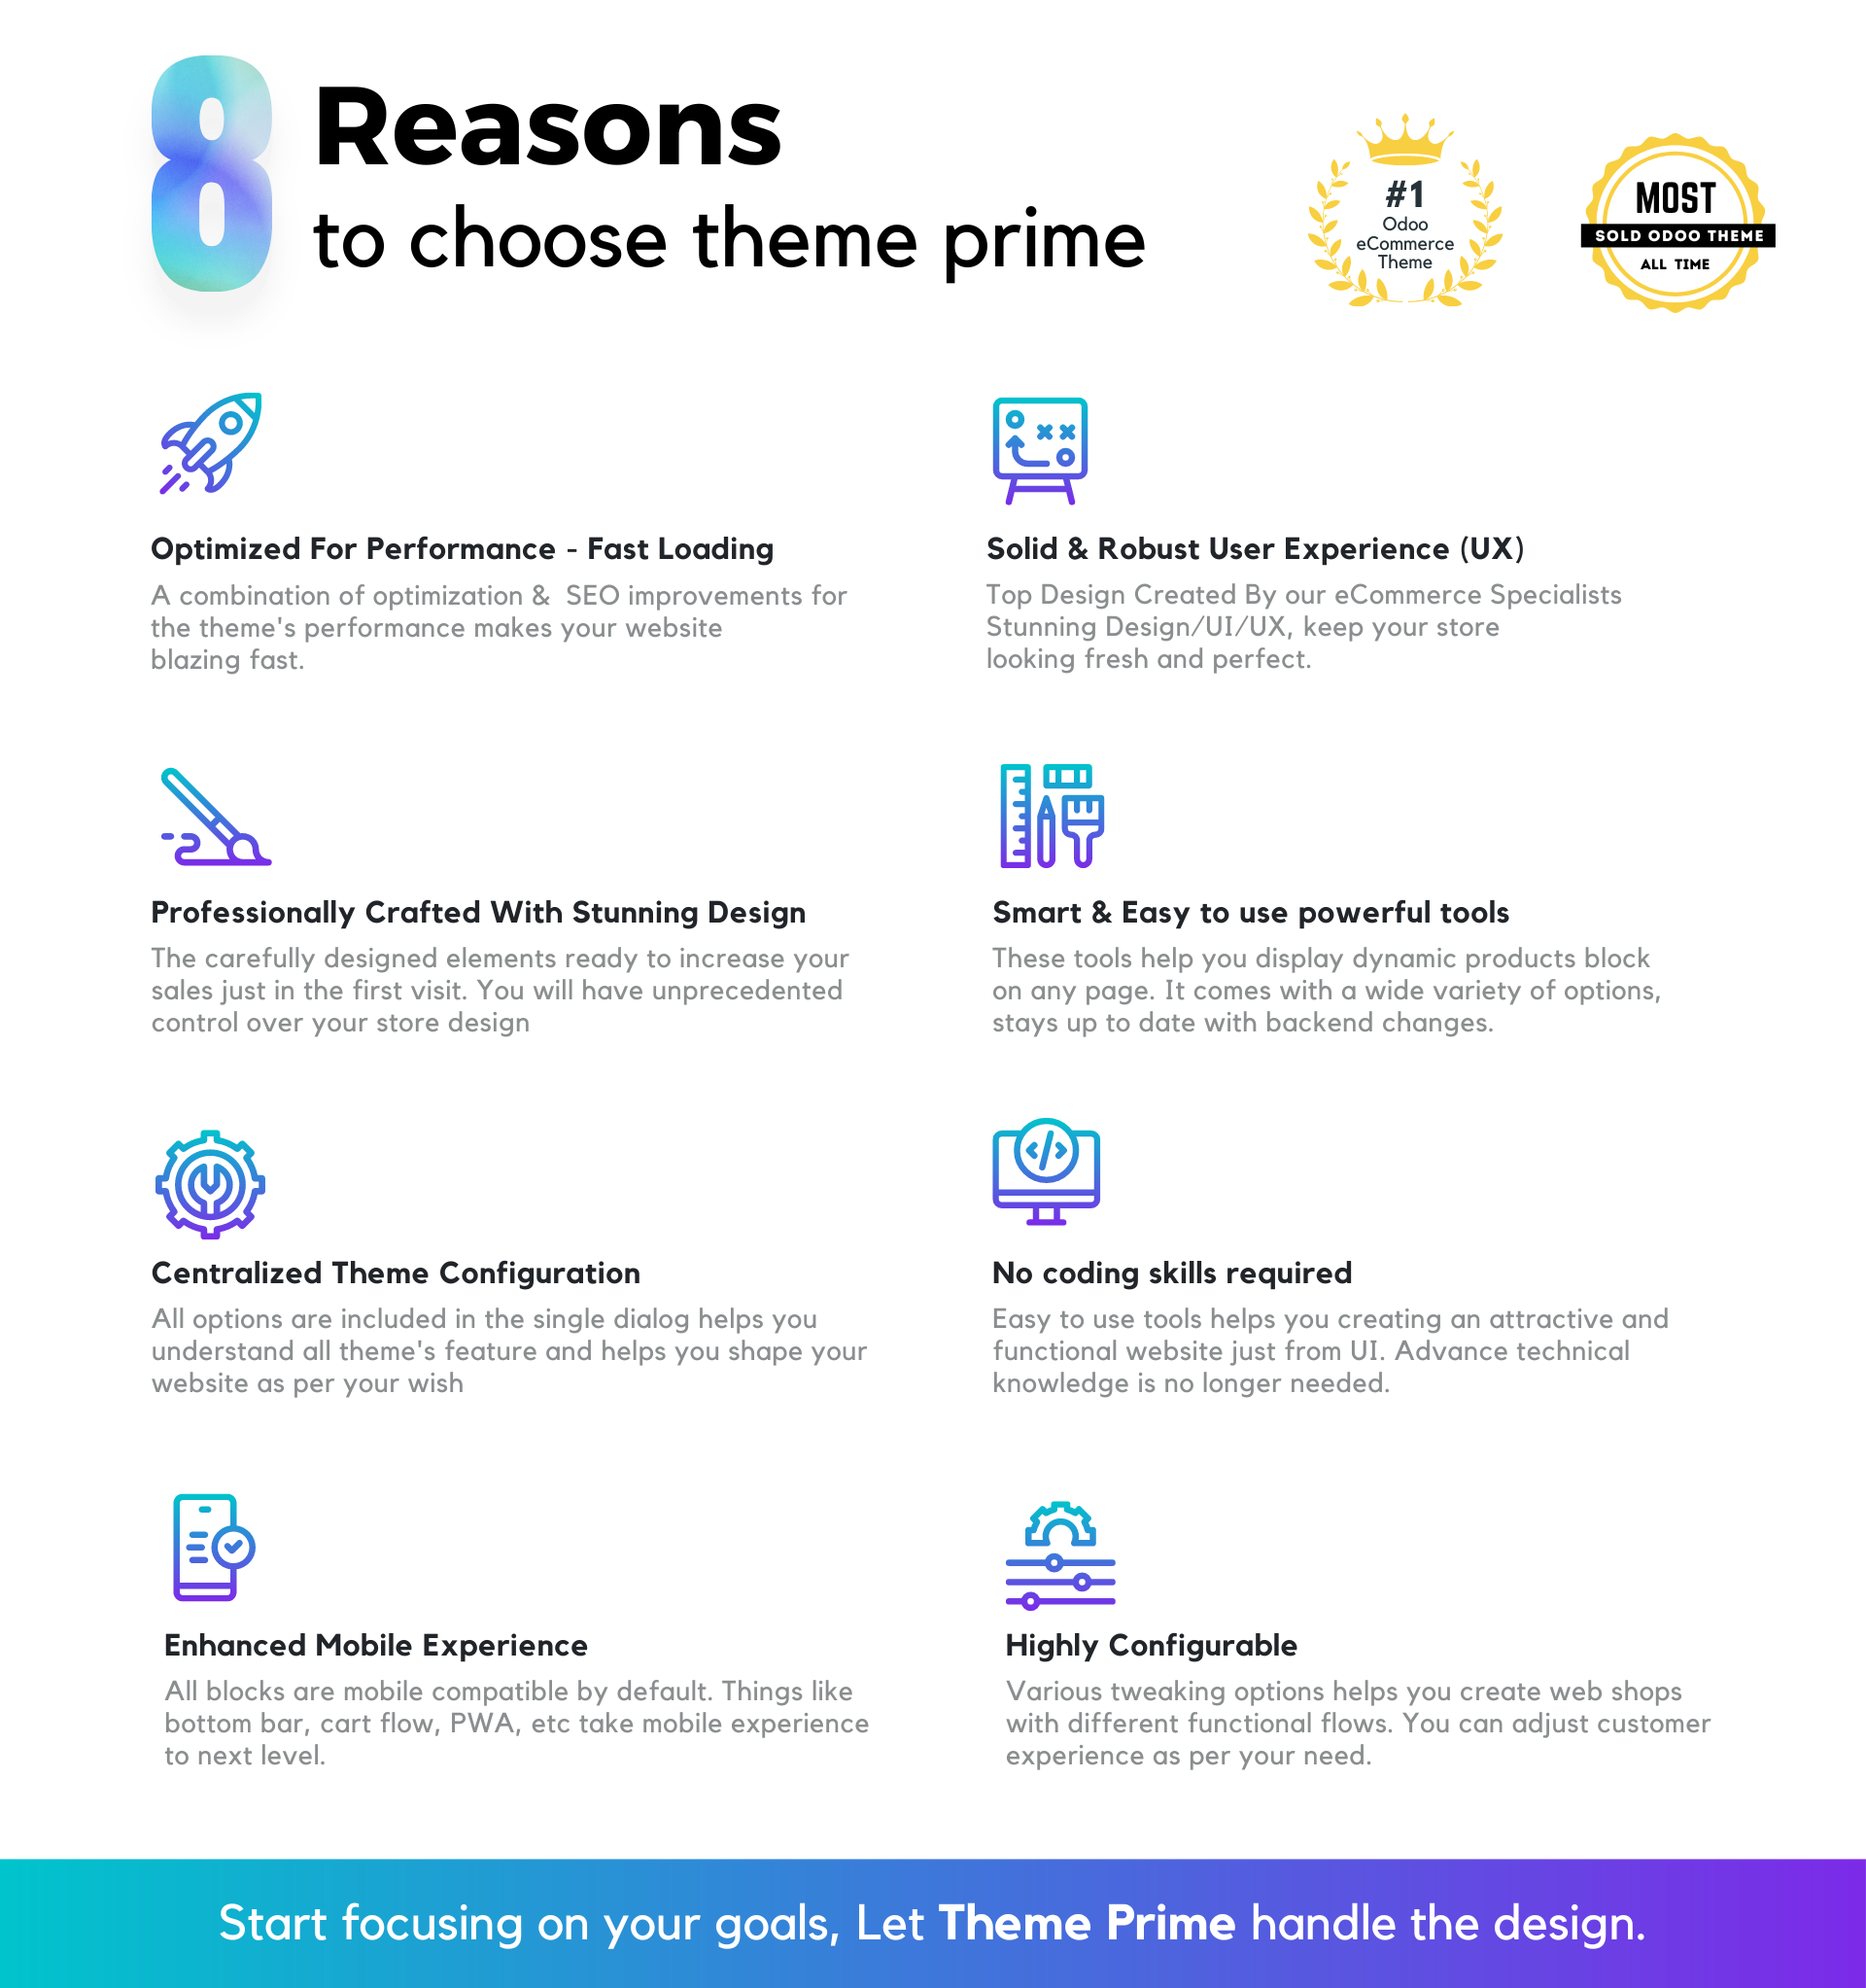 8
Reasons
to choose theme prime
#1
Odoo
eCommerce
Theme
MOST
SOLD ODOO THEME
ALL TIME
Optimized For Performance - Fast Loading
A combination of optimization &  SEO improvements for
the theme's performance makes your website
blazing fast.
Solid & Robust User Experience (UX)
Top Design Created By our eCommerce Specialists
Stunning Design/UI/UX, keep your store
looking fresh and perfect.
Professionally Crafted With Stunning Design
The carefully designed elements ready to increase your
sales just in the first visit. You will have unprecedented
control over your store design
Smart & Easy to use powerful tools
These tools help you display dynamic products block
on any page. It comes with a wide variety of options,
stays up to date with backend changes.
Centralized Theme Configuration
All options are included in the single dialog helps you
understand all theme's feature and helps you shape your
website as per your wish
No coding skills required
Easy to use tools helps you creating an attractive and
functional website just from UI. Advance technical
knowledge is no longer needed.
Enhanced Mobile Experience
All blocks are mobile compatible by default. Things like
bottom bar, cart flow, PWA, etc take mobile experience
to next level.
Highly Configurable
Various tweaking options helps you create web shops
with different functional flows. You can adjust customer
experience as per your need.
Start focusing on your goals, Let Theme Prime handle the design.